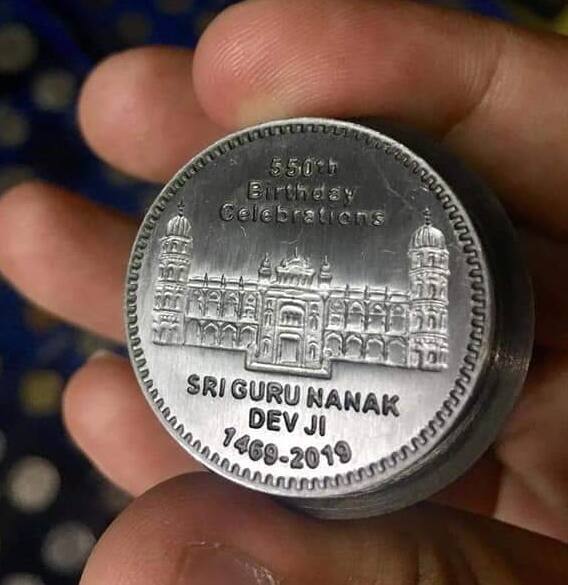 550th
Birthday
Celebrations
SRI GURU NANAK
DEV JI
1469-2019